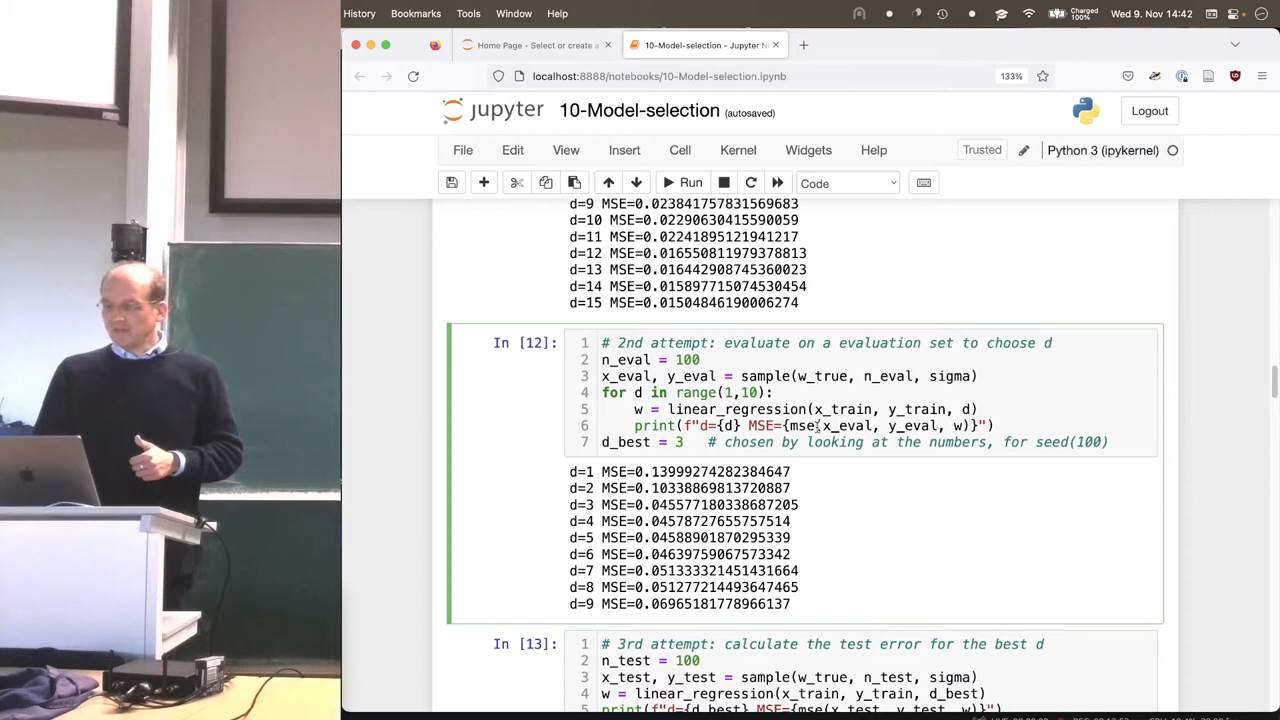 History Bookmarks Tools Window Help Charged 100% Wed 9. Nov 14:42
Home Page - Select or create a 10-Model-selection - Jupyter N
localhost:8888/notebooks/10-Model-selection.ipynb 133%
jupyter 10-Model-selection (autosaved) Logout
File Edit View Insert Cell Kernel Widgets Help Trusted Python 3 (ipykernel)
Run Code
d=9 MSE=0.023841757831569683
d=10 MSE=0.02290630415590059
d=11 MSE=0.02241895121941217
d=12 MSE=0.016550811979378813
d=13 MSE=0.016442908745360023
d=14 MSE=0.015897715074530454
d=15 MSE=0.01504846190006274
In [12]: 1 # 2nd attempt: evaluate on a evaluation set to choose d
2 n_eval = 100
3 x_eval, y_eval = sample(w_true, n_eval, sigma)
4 for d in range(1,10):
5 w = linear_regression(x_train, y_train, d)
6 print(f"d={d} MSE={mse(x_eval, y_eval, w)}")
7 d_best = 3 # chosen by looking at the numbers, for seed(100)
d=1 MSE=0.13999274282384647
d=2 MSE=0.10338869813720887
d=3 MSE=0.045577180338687205
d=4 MSE=0.04578727655757514
d=5 MSE=0.04588901870295339
d=6 MSE=0.04639759067573342
d=7 MSE=0.051333321451431664
d=8 MSE=0.051277214493647465
d=9 MSE=0.06965181778966137
In [13]: 1 # 3rd attempt: calculate the test error for the best d
2 n_test = 100
3 x_test, y_test = sample(w_true, n_test, sigma)
4 w = linear_regression(x_train, y_train, d_best)
5 print(f"d={d_best} MSE={mse(x_test, y_test, w)}")